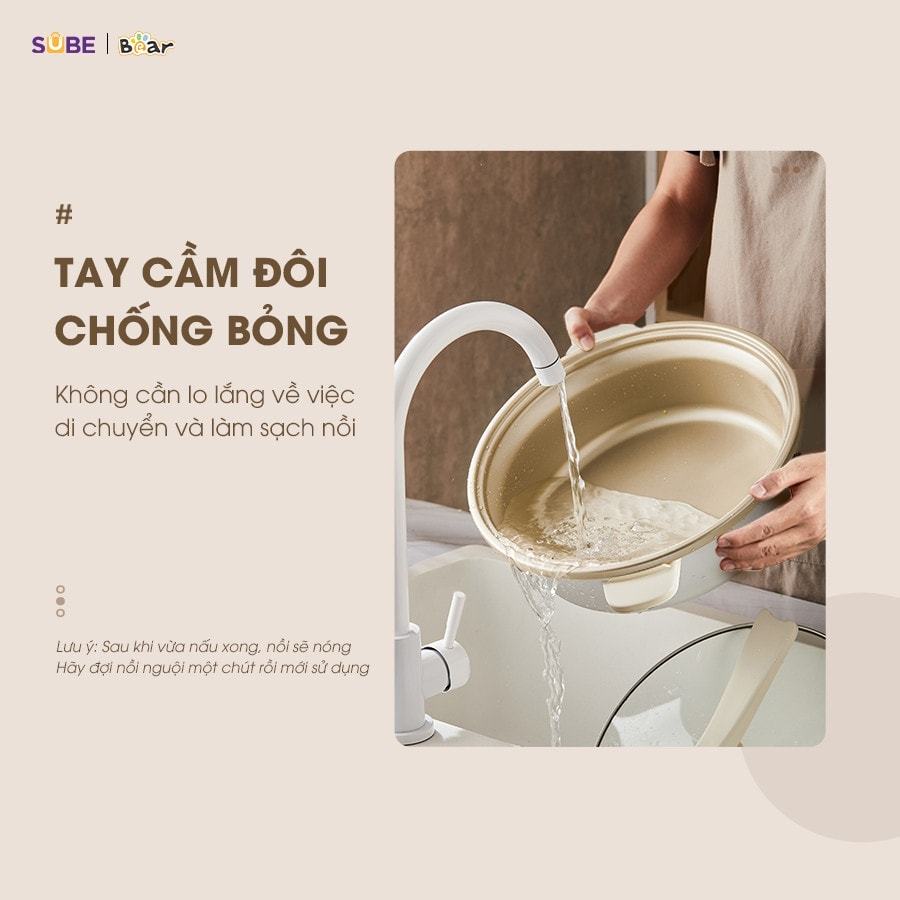 SUBE | Bear
#
TAY CẦM ĐÔI
CHỐNG BỎNG
Không cần lo lắng về việc
di chuyển và làm sạch nồi
Lưu ý: Sau khi vừa nấu xong, nồi sẽ nóng
Hãy đợi nồi nguội một chút rồi mới sử dụng